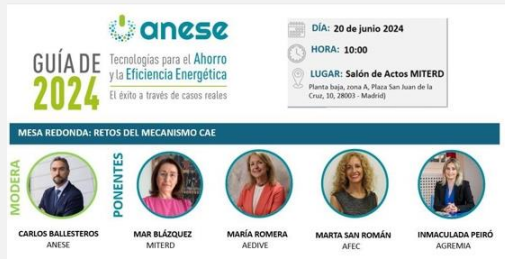 anese
GUÍA DE
2024
Tecnologías para el Ahorro
y la Eficiencia Energética
El éxito a través de casos reales
DÍA: 20 de junio 2024
HORA: 10:00
LUGAR: Salón de Actos MITERD
Planta baja, zona A, Plaza San Juan de la
Cruz, 10, 28003 - Madrid)
MESA REDONDA: RETOS DEL MECANISMO CAE
MODERA
PONENTES
CARLOS BALLESTEROS
ANESE
MAR BLÁZQUEZ
MITERD
MARÍA ROMERA
AEDIVE
MARTA SAN ROMÁN
AFEC
INMACULADA PEIRÓ
AGREMIA